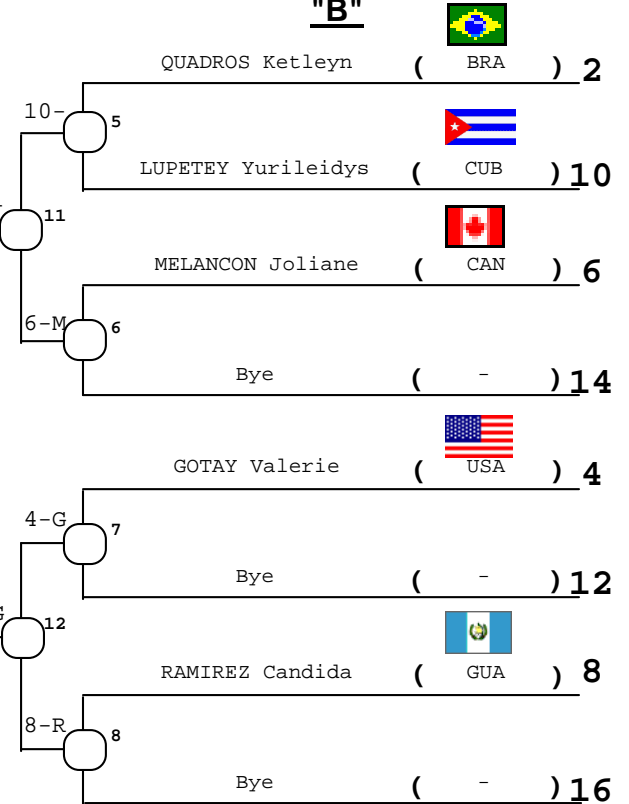 "B"
QUADROS Ketleyn ( BRA ) 2
10-
5
LUPETEY Yurileidys ( CUB ) 10
11
MELANCON Joliane ( CAN ) 6
6-M
6
Bye ( - ) 14
GOTAY Valerie ( USA ) 4
4-G
7
Bye ( - ) 12
12
RAMIREZ Candida ( GUA ) 8
8-R
8
Bye ( - ) 16